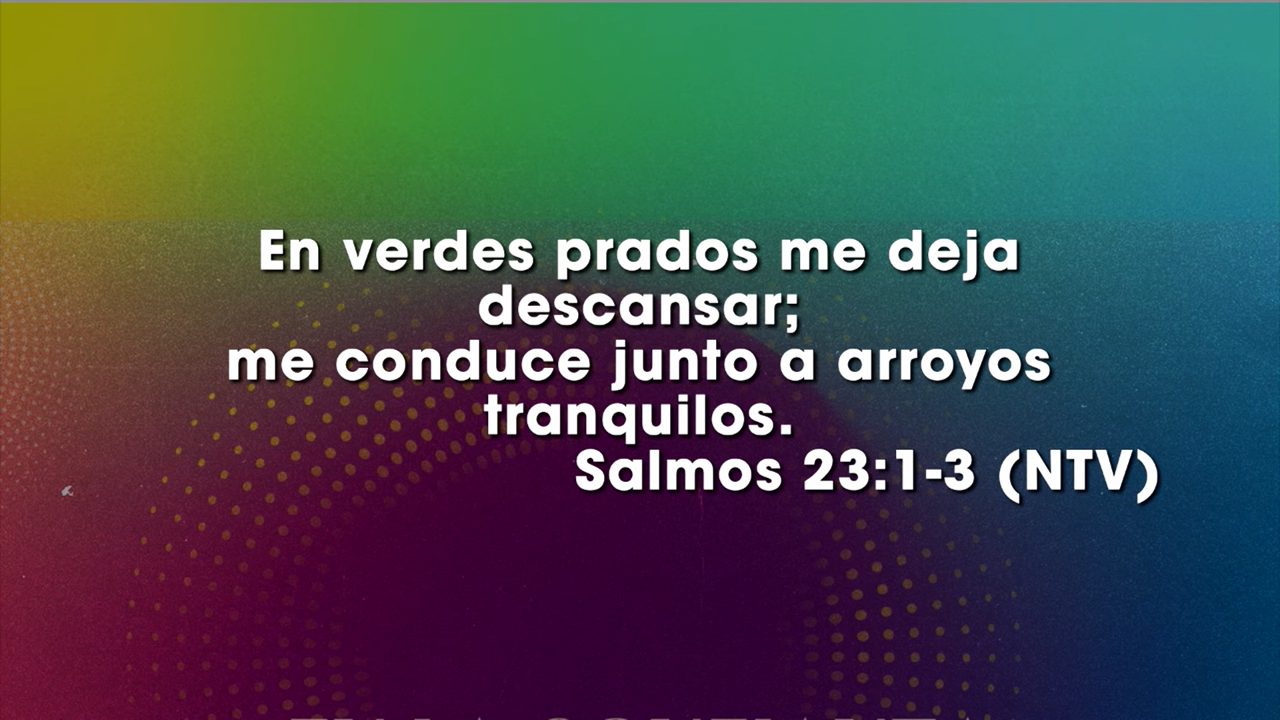 En verdes prados me deja
descansar;
me conduce junto a arroyos
tranquilos.
Salmos 23:1-3 (NTV)